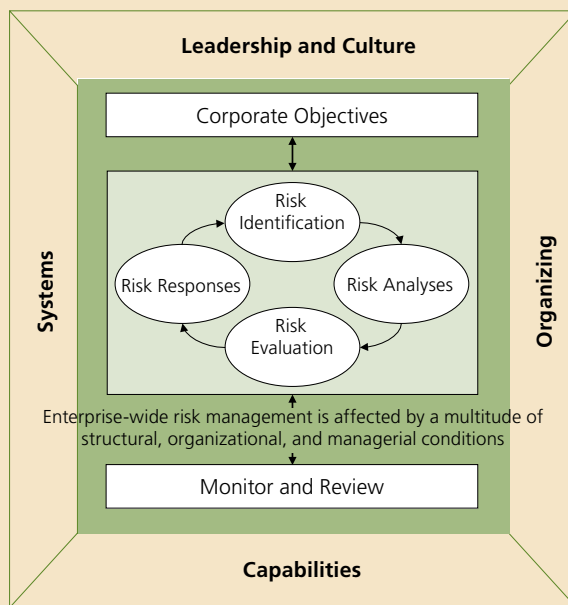 Leadership and Culture
Corporate Objectives
Risk
Identification
Systems
Risk Responses
Risk Analyses
Organizing
Risk
Evaluation
Enterprise-wide risk management is affected by a multitude of
structural, organizational, and managerial conditions
Monitor and Review
Capabilities